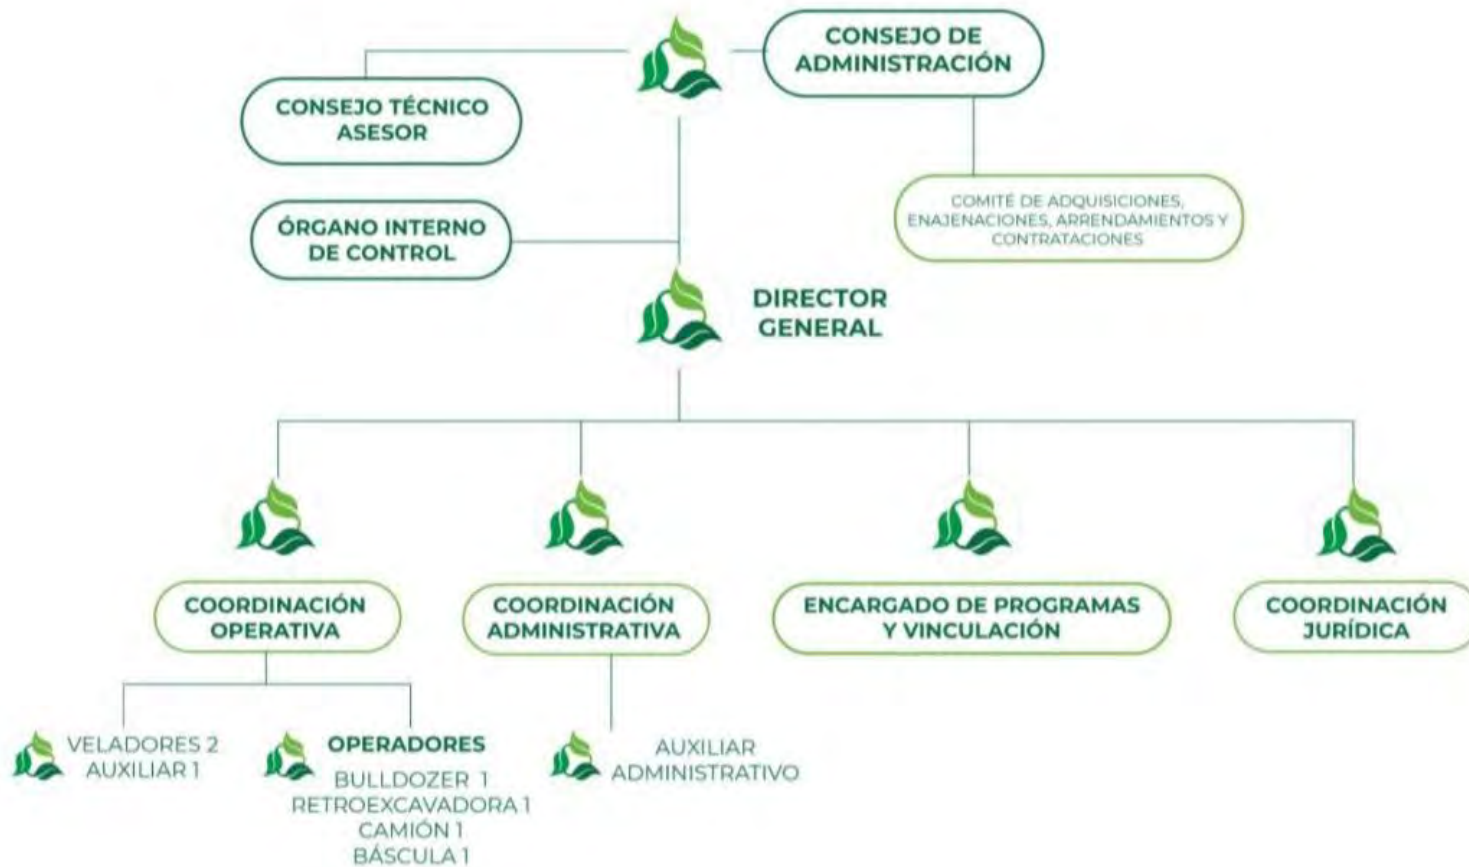 CONSEJO DE
ADMINISTRACIÓN
CONSEJO TÉCNICO
ASESOR
COMITÉ DE ADQUISICIONES,
ENAJENACIONES, ARRENDAMIENTOS Y
CONTRATACIONES
ÓRGANO INTERNO
DE CONTROL
DIRECTOR
GENERAL
COORDINACIÓN
OPERATIVA
COORDINACIÓN
ADMINISTRATIVA
ENCARGADO DE PROGRAMAS
Y VINCULACIÓN
COORDINACIÓN
JURÍDICA
VELADORES 2
AUXILIAR 1
OPERADORES
BULLDOZER 1
RETROEXCAVADORA 1
CAMIÓN 1
BÁSCULA 1
AUXILIAR
ADMINISTRATIVO